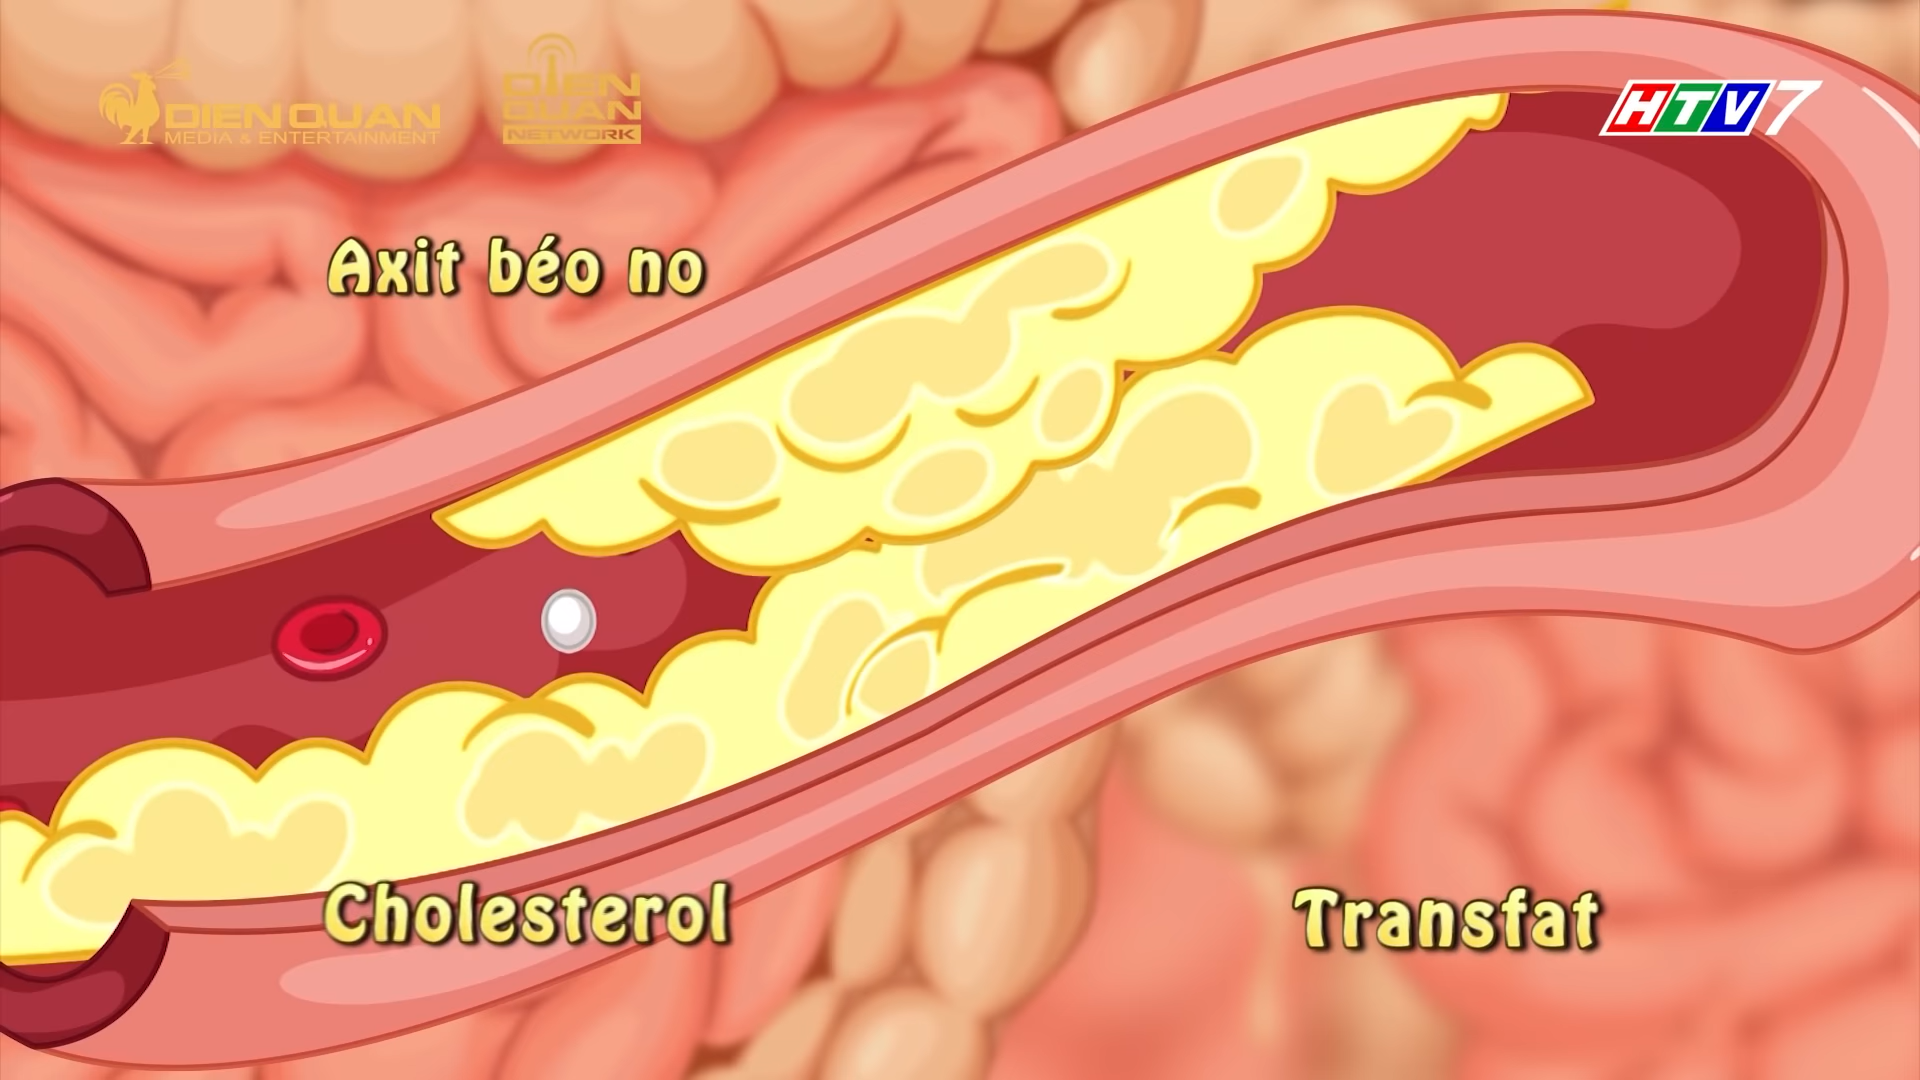 DIEN QUAN
MEDIA & ENTERTAINMENT
DIEN
QUAN
NETWORK
HTV7
Axit béo no
Cholesterol
Transfat